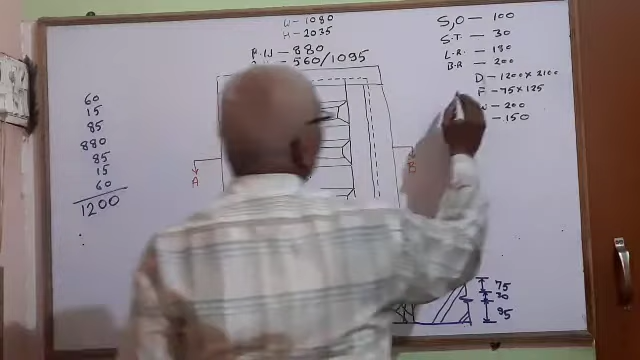 W - 1080
H - 2035
P.W - 880
560/1095
S.O - 100
S.T. - 30
L.R. - 180
B.R - 200
D - 1200 x 2100
F - 75 x 125
- 200
- 150
60
15
85
880
85
15
60
1200
A
B
75
20
95